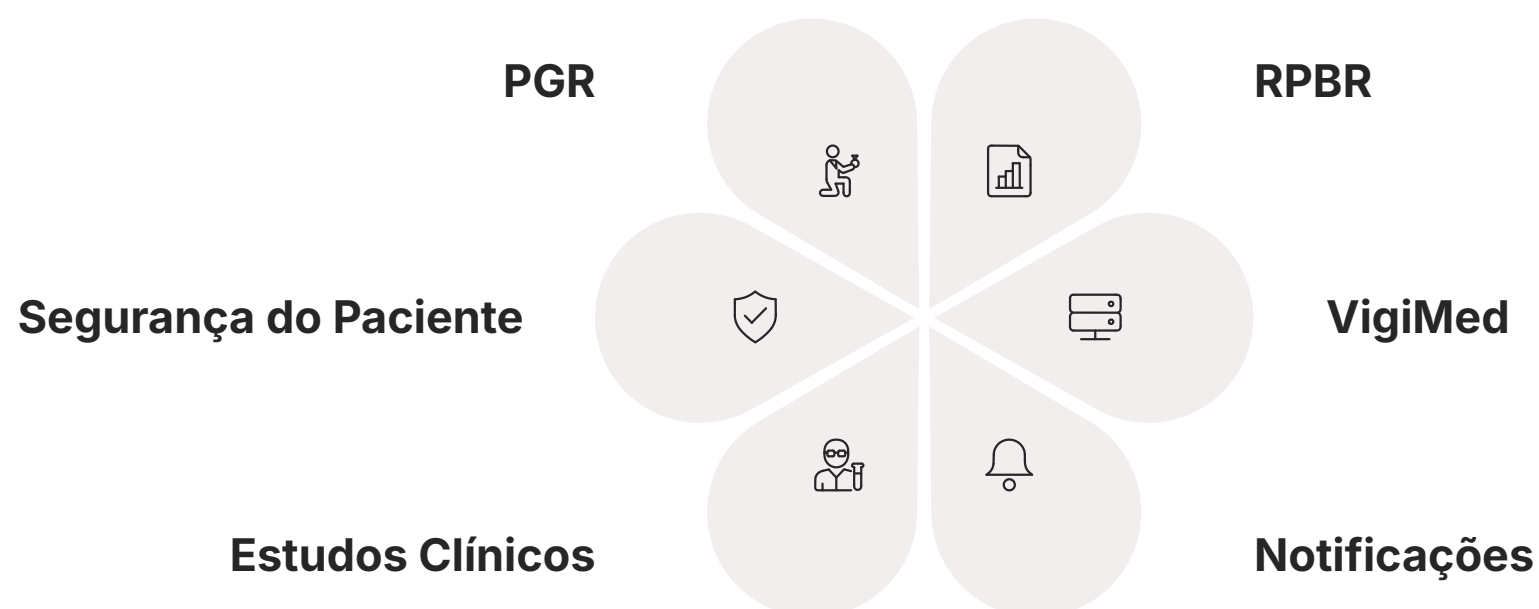 PGR
RPBR
Segurança do Paciente
VigiMed
Estudos Clínicos
Notificações